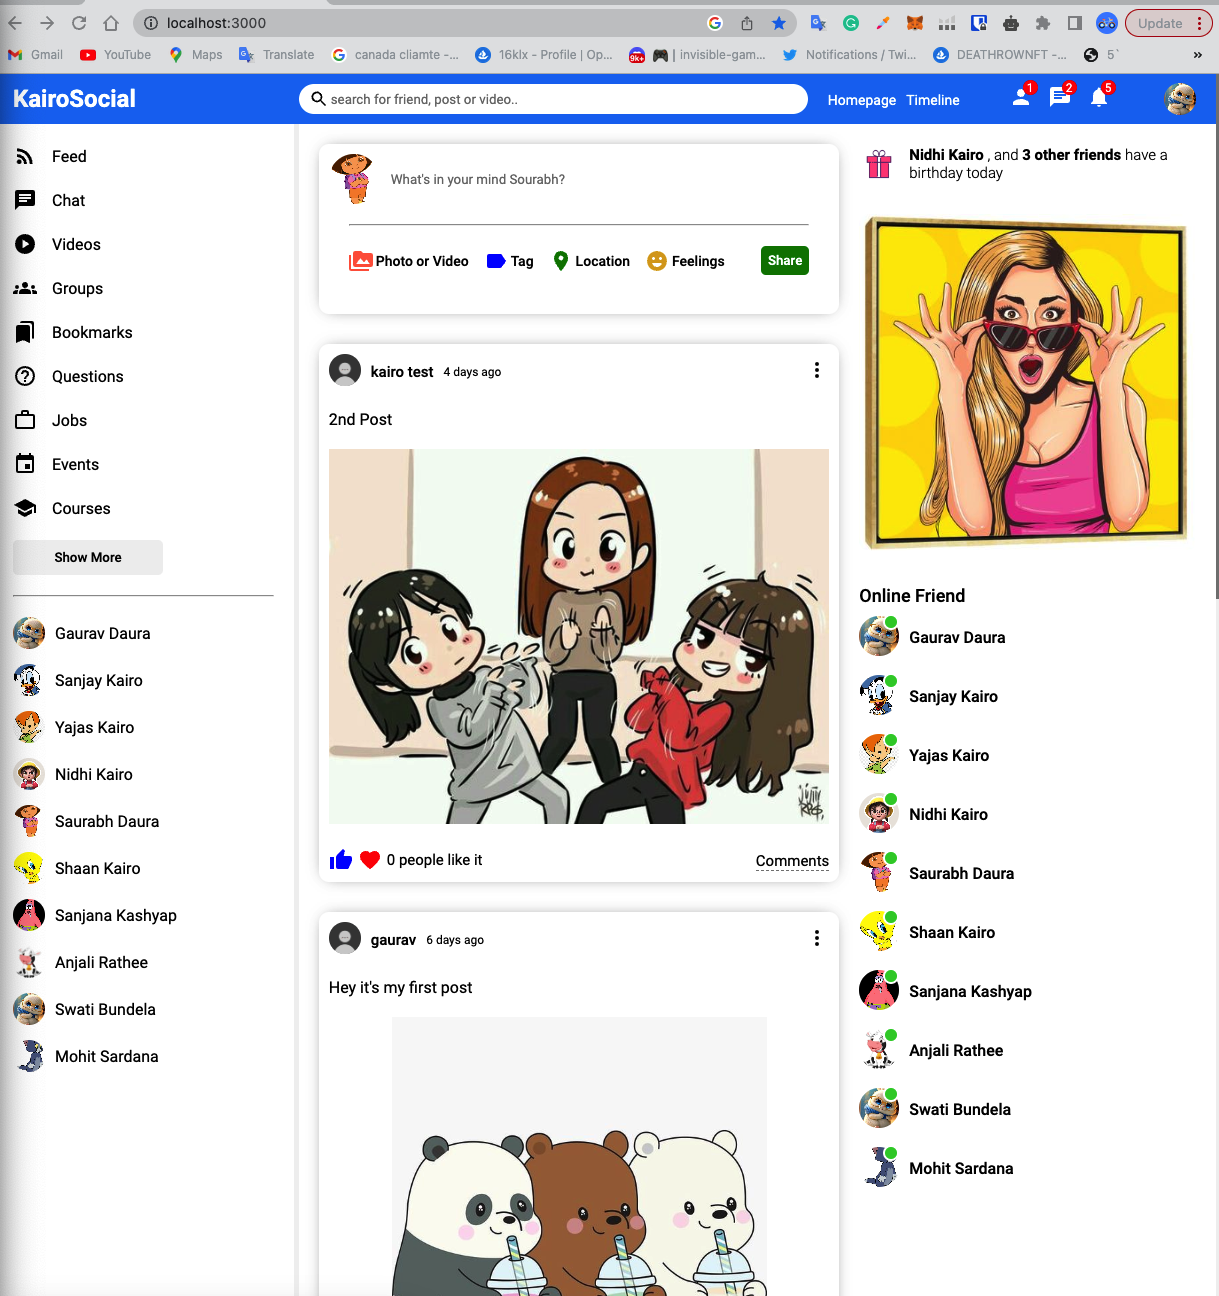 localhost:3000
Update
Gmail
YouTube
Maps
Translate
canada cliamte -...
16klx - Profile | Op...
9k+
| invisible-gam...
Notifications / Twi...
DEATHROWNFT -...
5`
»
KairoSocial
search for friend, post or video..
Homepage
Timeline
1
2
5
Feed
Chat
Videos
Groups
Bookmarks
Questions
Jobs
Events
Courses
Show More
Gaurav Daura
Sanjay Kairo
Yajas Kairo
Nidhi Kairo
Saurabh Daura
Shaan Kairo
Sanjana Kashyap
Anjali Rathee
Swati Bundela
Mohit Sardana
What's in your mind Sourabh?
Photo or Video
Tag
Location
Feelings
Share
kairo test 4 days ago
2nd Post
0 people like it
Comments
gaurav 6 days ago
Hey it's my first post
Nidhi Kairo , and 3 other friends have a
birthday today
Online Friend
Gaurav Daura
Sanjay Kairo
Yajas Kairo
Nidhi Kairo
Saurabh Daura
Shaan Kairo
Sanjana Kashyap
Anjali Rathee
Swati Bundela
Mohit Sardana